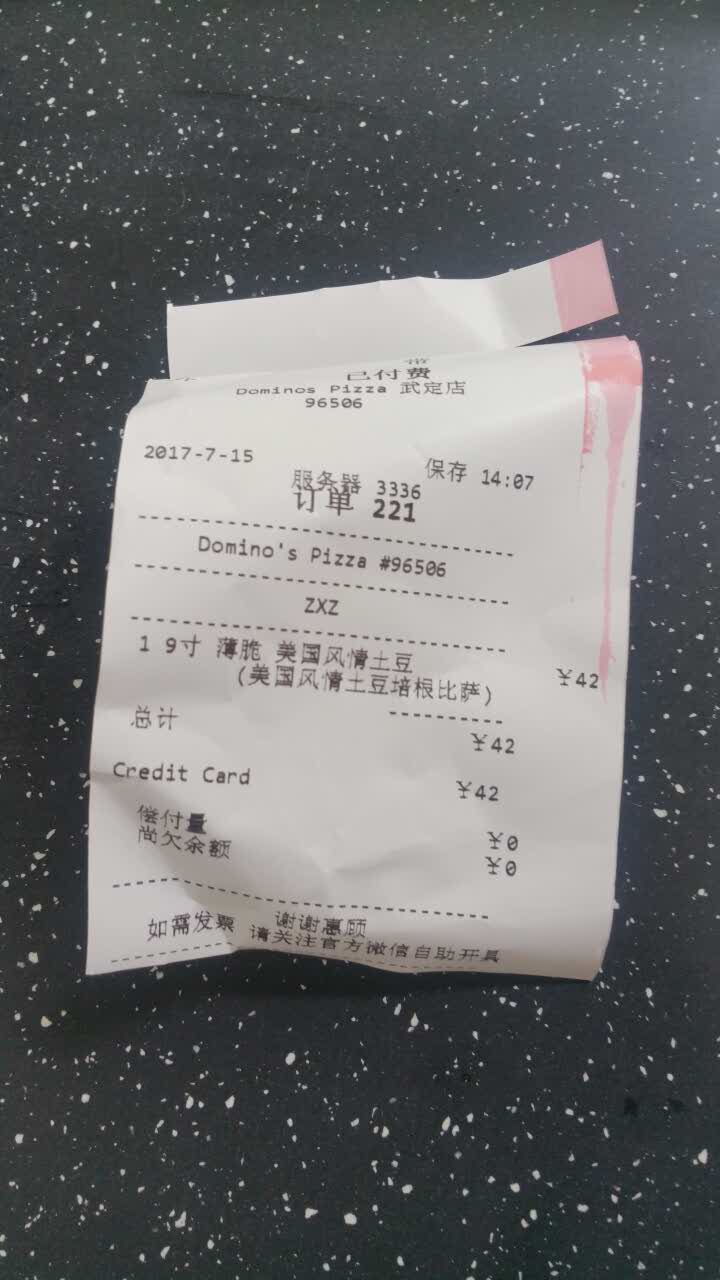 已付费
Dominos Pizza 武定店
96506
2017-7-15 保存 14:07
服务器 3336
订单 221
Domino's Pizza #96506
ZXZ
1 9寸 薄脆 美国风情土豆 ¥42
(美国风情土豆培根比萨)
总计 ¥42
Credit Card ¥42
偿付量 ¥0
尚欠余额 ¥0
谢谢惠顾
如需发票 请关注官方微信自助开具